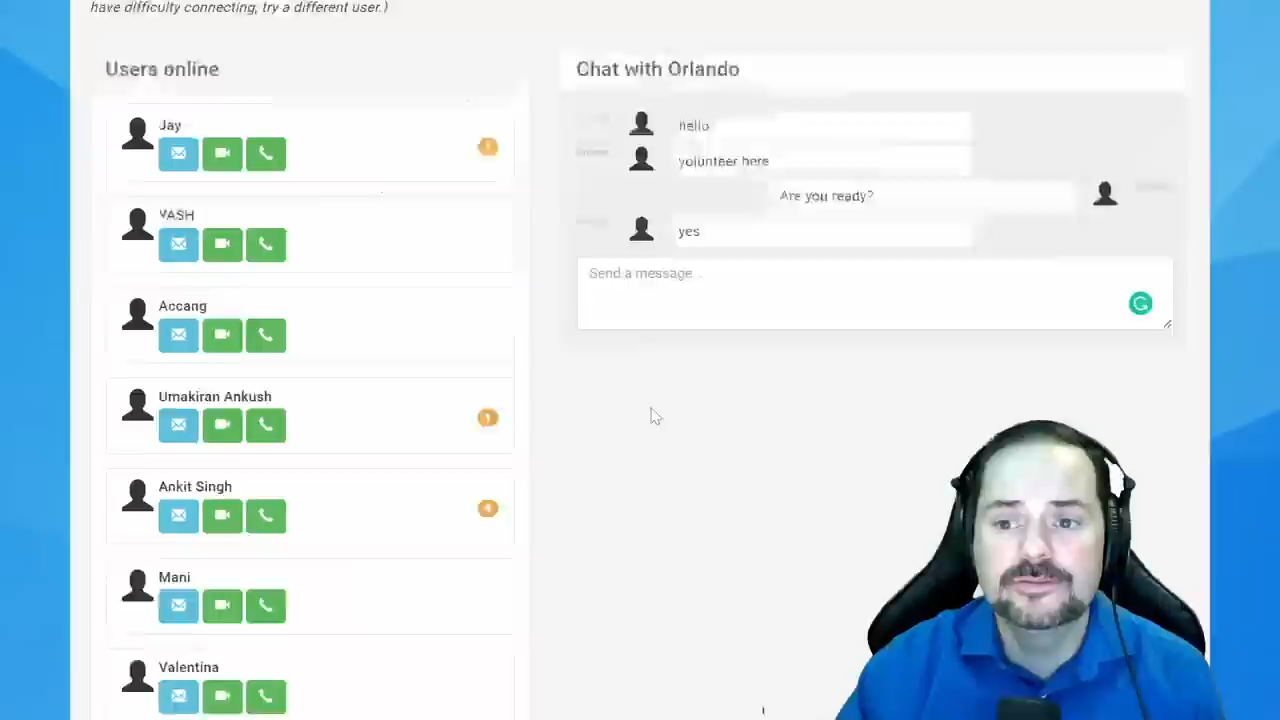 have difficulty connecting, try a different user.)
Users online
Jay
YASH
Accang
Umakiran Ankush
Ankit Singh
Mani
Valentina
Chat with Orlando
hello
volunteer here
Are you ready?
yes
Send a message